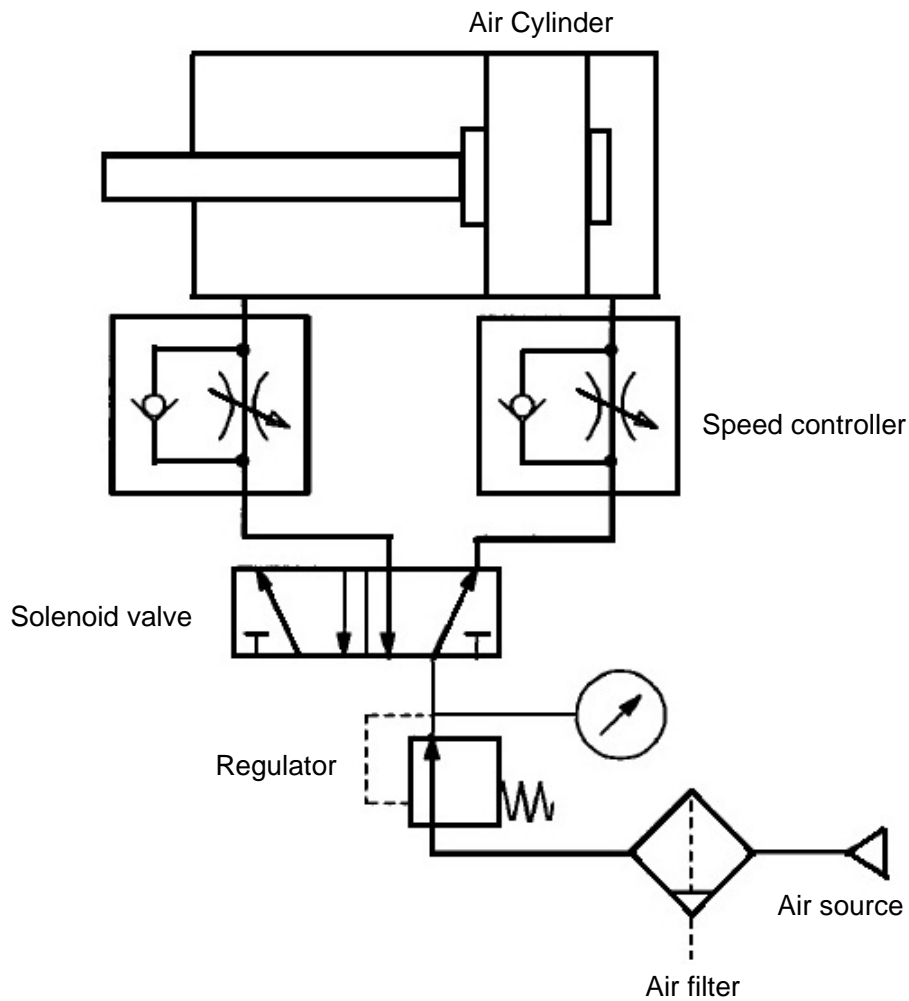 Air Cylinder
Speed controller
Solenoid valve
Regulator
Air source
Air filter